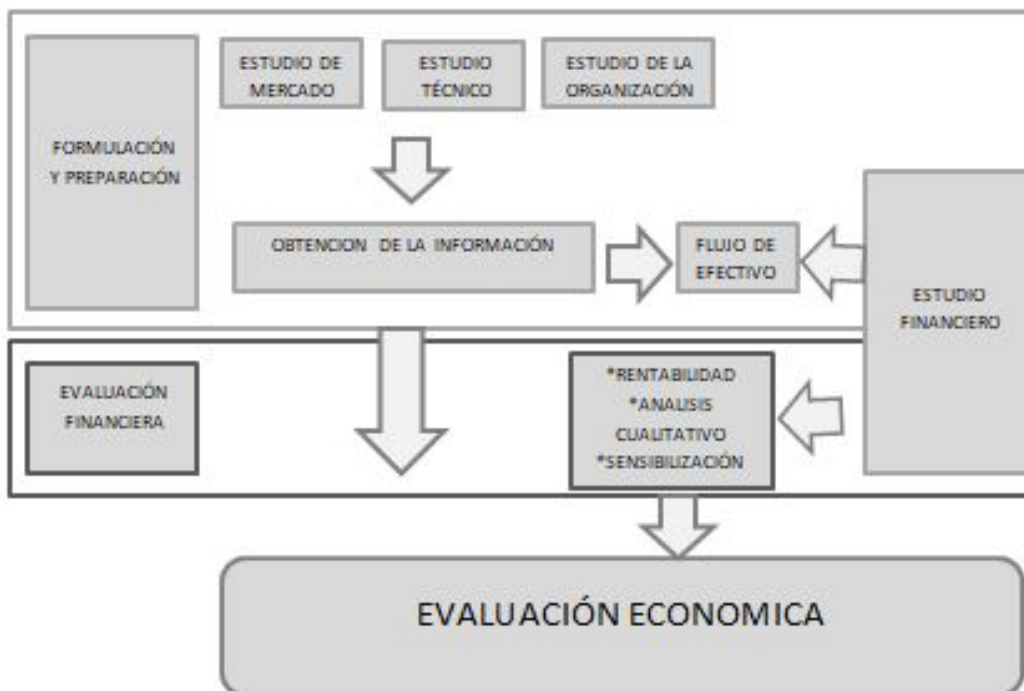 ESTUDIO DE
MERCADO
ESTUDIO
TÉCNICO
ESTUDIO DE LA
ORGANIZACIÓN
FORMULACIÓN
Y PREPARACIÓN
OBTENCION DE LA INFORMACIÓN
FLUJO DE
EFECTIVO
ESTUDIO
FINANCIERO
EVALUACIÓN
FINANCIERA
*RENTABILIDAD
*ANALISIS
CUALITATIVO
*SENSIBILIZACIÓN
EVALUACIÓN ECONOMICA